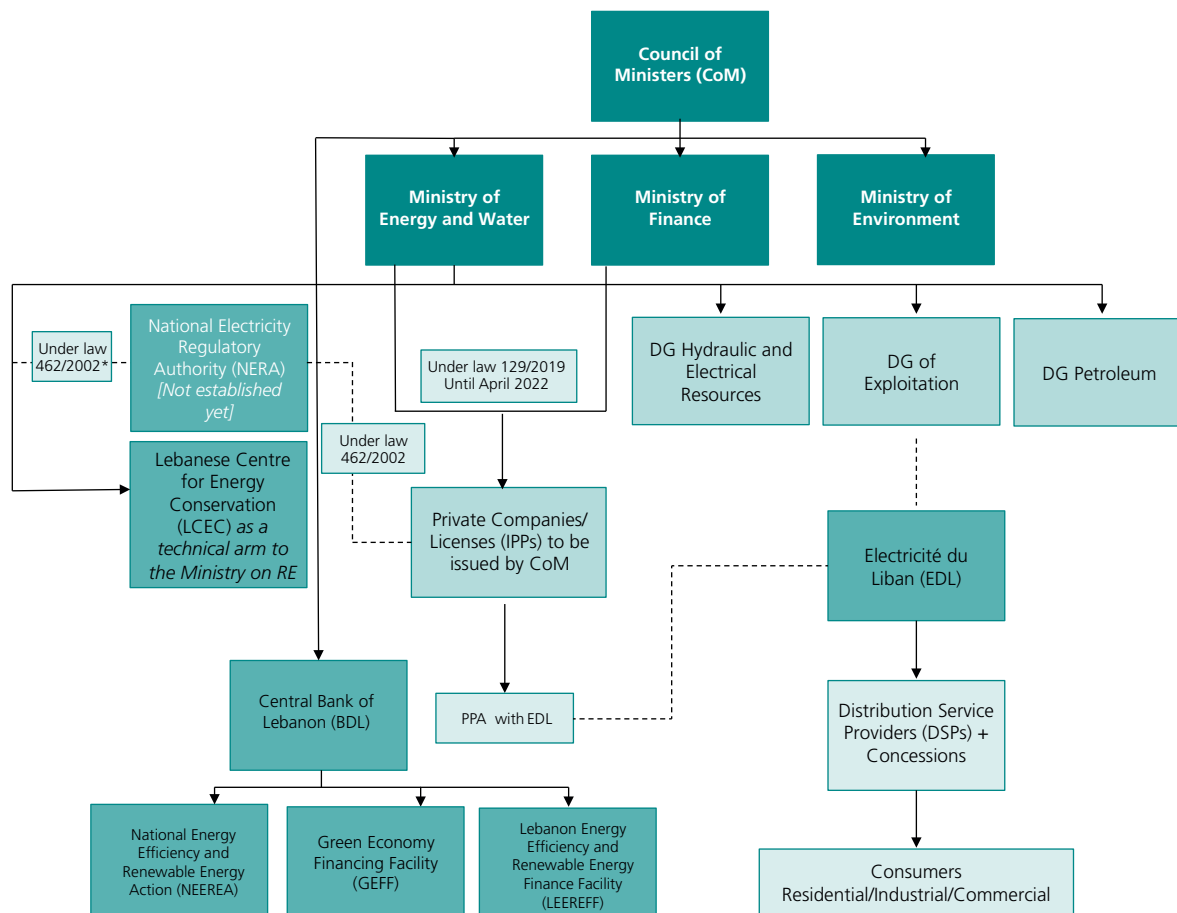 Council of
Ministers (CoM)
Ministry of
Energy and Water
Ministry of
Finance
Ministry of
Environment
Under law
462/2002*
National Electricity
Regulatory
Authority (NERA)
[Not established
yet]
Under law 129/2019
Until April 2022
DG Hydraulic and
Electrical
Resources
DG of
Exploitation
DG Petroleum
Under law
462/2002
Lebanese Centre
for Energy
Conservation
(LCEC) as a
technical arm to
the Ministry on RE
Private Companies/
Licenses (IPPs) to be
issued by CoM
Electricité du
Liban (EDL)
Central Bank of
Lebanon (BDL)
PPA with EDL
Distribution Service
Providers (DSPs) +
Concessions
National Energy
Efficiency and
Renewable Energy
Action (NEEREA)
Green Economy
Financing Facility
(GEFF)
Lebanon Energy
Efficiency and
Renewable Energy
Finance Facility
(LEEREFF)
Consumers
Residential/Industrial/Commercial